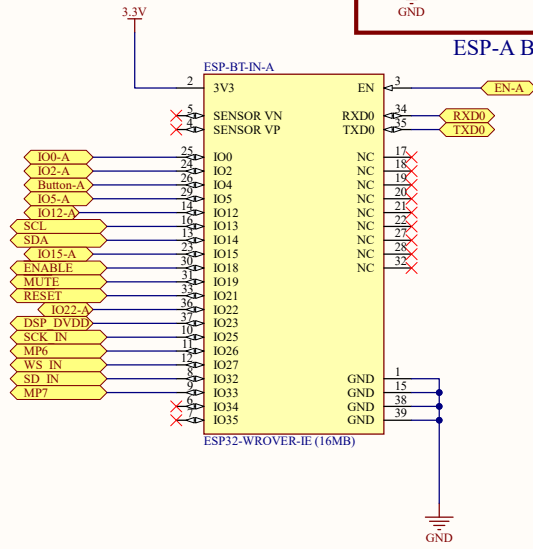 3.3V
GND
ESP-A B
ESP-BT-IN-A
2 3V3 EN 3 EN-A
5 SENSOR VN RXD0 34 RXD0
4 SENSOR VP TXD0 35 TXD0
IO0-A 25 IO0 NC 17
IO2-A 24 IO2 NC 18
Button-A 26 IO4 NC 19
IO5-A 29 IO5 NC 20
IO12-A 14 IO12 NC 21
SCL 16 IO13 NC 22
SDA 13 IO14 NC 27
IO15-A 23 IO15 NC 28
ENABLE 30 IO18 NC 32
MUTE 31 IO19
RESET 33 IO21
IO22-A 36 IO22
DSP_DVDD 37 IO23
SCK_IN 10 IO25
MP6 11 IO26
WS_IN 12 IO27
SD_IN 8 IO32 GND 1
MP7 9 IO33 GND 15
6 IO34 GND 38
7 IO35 GND 39
ESP32-WROVER-IE (16MB)
GND